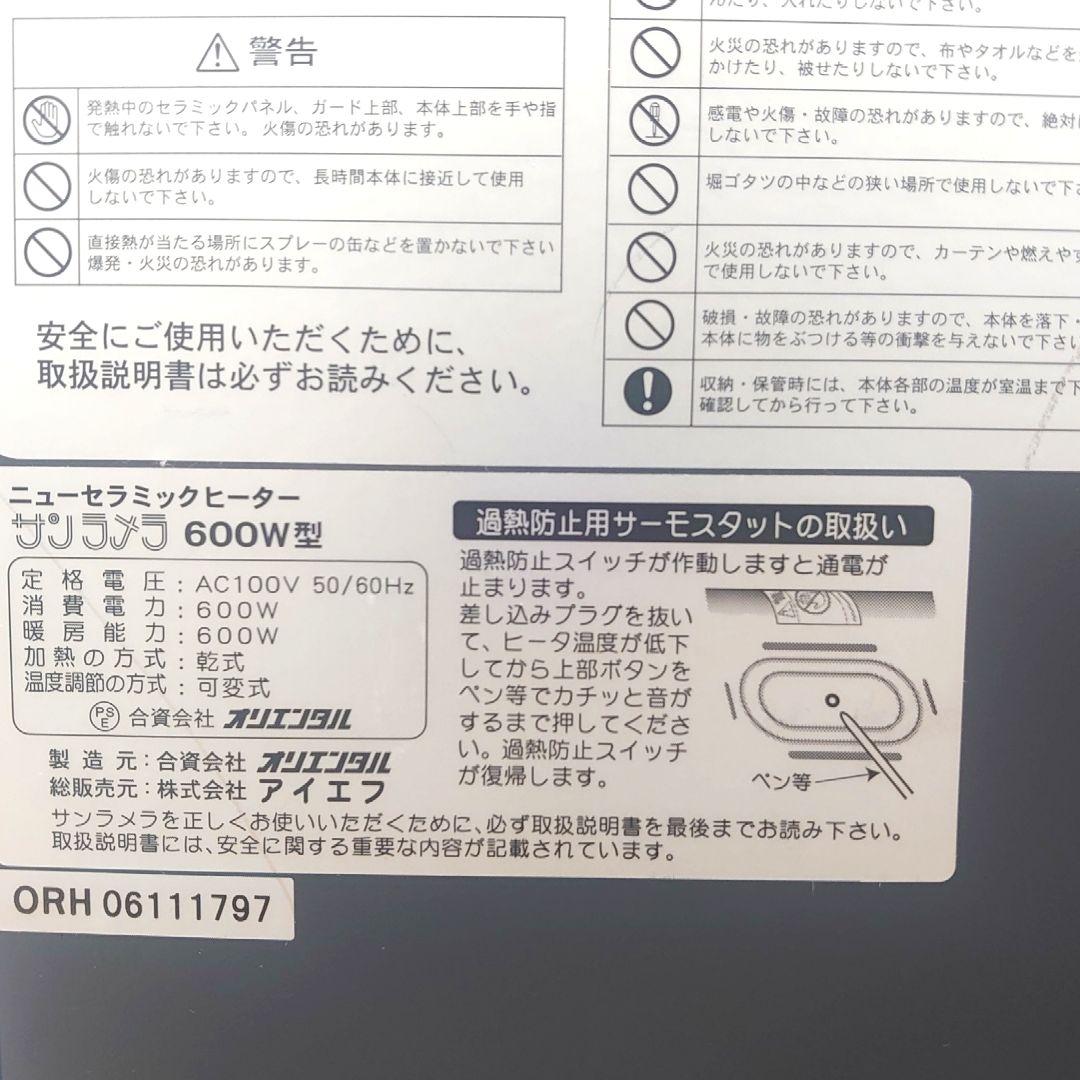 警告
発熱中のセラミックパネル、ガード上部、本体上部を手や指
で触れないで下さい。火傷の恐れがあります。
火傷の恐れがありますので、長時間本体に接近して使用
しないで下さい。
直接熱が当たる場所にスプレーの缶などを置かないで下さい
爆発・火災の恐れがあります。
安全にご使用いただくために、
取扱説明書は必ずお読みください。
んだり、入れたりしないで下さい。
火災の恐れがありますので、布やタオルなどを
かけたり、被せたりしないで下さい。
感電や火傷・故障の恐れがありますので、絶対
しないで下さい。
堀ゴタツの中などの狭い場所で使用しないで下さ
火災の恐れがありますので、カーテンや燃えやす
で使用しないで下さい。
破損・故障の恐れがありますので、本体を落下・
本体に物をぶつける等の衝撃を与えないで下さい
収納・保管時には、本体各部の温度が室温まで下
確認してから行って下さい。
ニューセラミックヒーター
サンラメラ 600W型
定格電圧：AC100V 50/60Hz
消費電力：600W
暖房能力：600W
加熱の方式：乾式
温度調節の方式：可変式
PSE 合資会社 オリエンタル
製造元：合資会社 オリエンタル
総販売元：株式会社 アイエフ
過熱防止用サーモスタットの取扱い
過熱防止スイッチが作動しますと通電が
止まります。
差し込みプラグを抜い
て、ヒータ温度が低下
してから上部ボタンを
ペン等でカチッと音が
するまで押してくださ
い。過熱防止スイッチ
が復帰します。
ペン等
サンラメラを正しくお使いいただくために、必ず取扱説明書を最後までお読み下さい。
取扱説明書には、安全に関する重要な内容が記載されています。
ORH 06111797